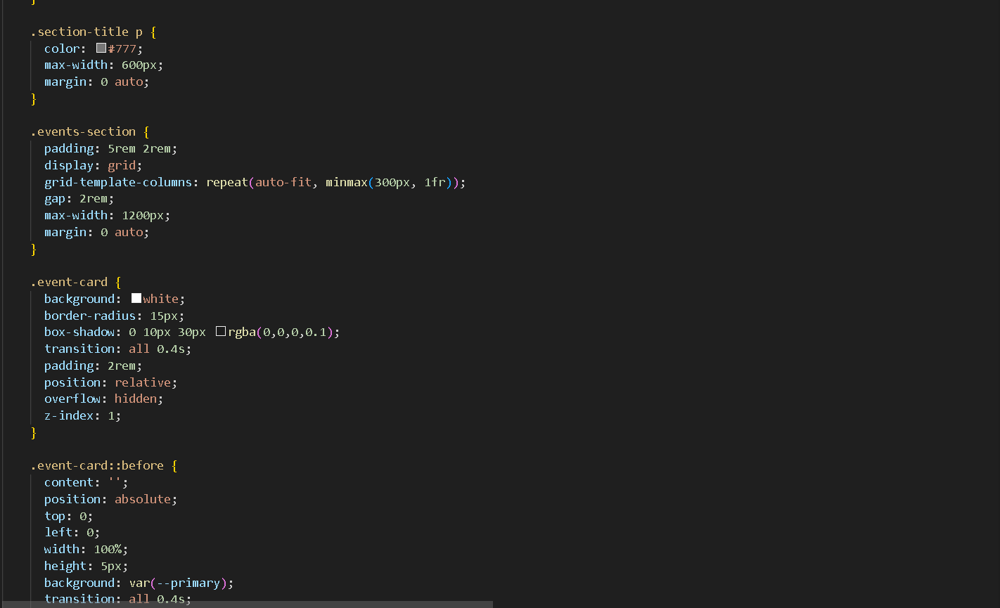 }
.section-title p {
color: #777;
max-width: 600px;
margin: 0 auto;
}
.events-section {
padding: 5rem 2rem;
display: grid;
grid-template-columns: repeat(auto-fit, minmax(300px, 1fr));
gap: 2rem;
max-width: 1200px;
margin: 0 auto;
}
.event-card {
background: white;
border-radius: 15px;
box-shadow: 0 10px 30px rgba(0,0,0,0.1);
transition: all 0.4s;
padding: 2rem;
position: relative;
overflow: hidden;
z-index: 1;
}
.event-card::before {
content: '';
position: absolute;
top: 0;
left: 0;
width: 100%;
height: 5px;
background: var(--primary);
transition: all 0.4s;